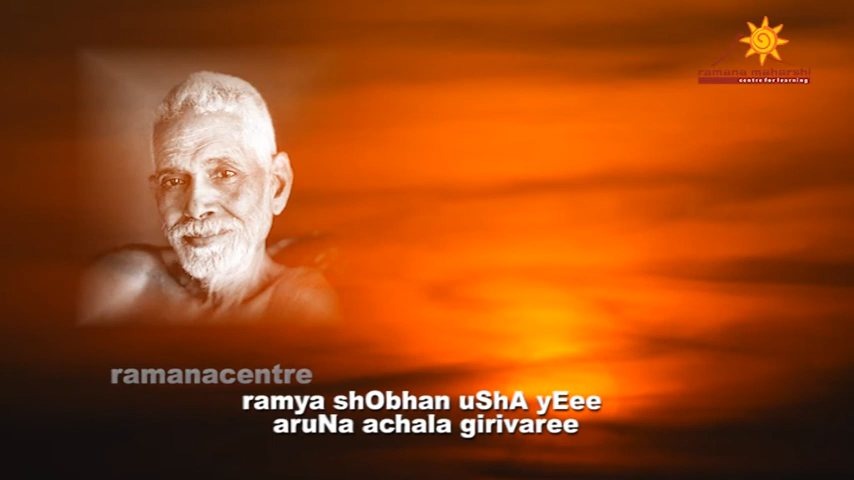 ramana maharshi
centre for learning
ramanacentre
ramya shObhan uShA yEee
aruNa achala girivaree